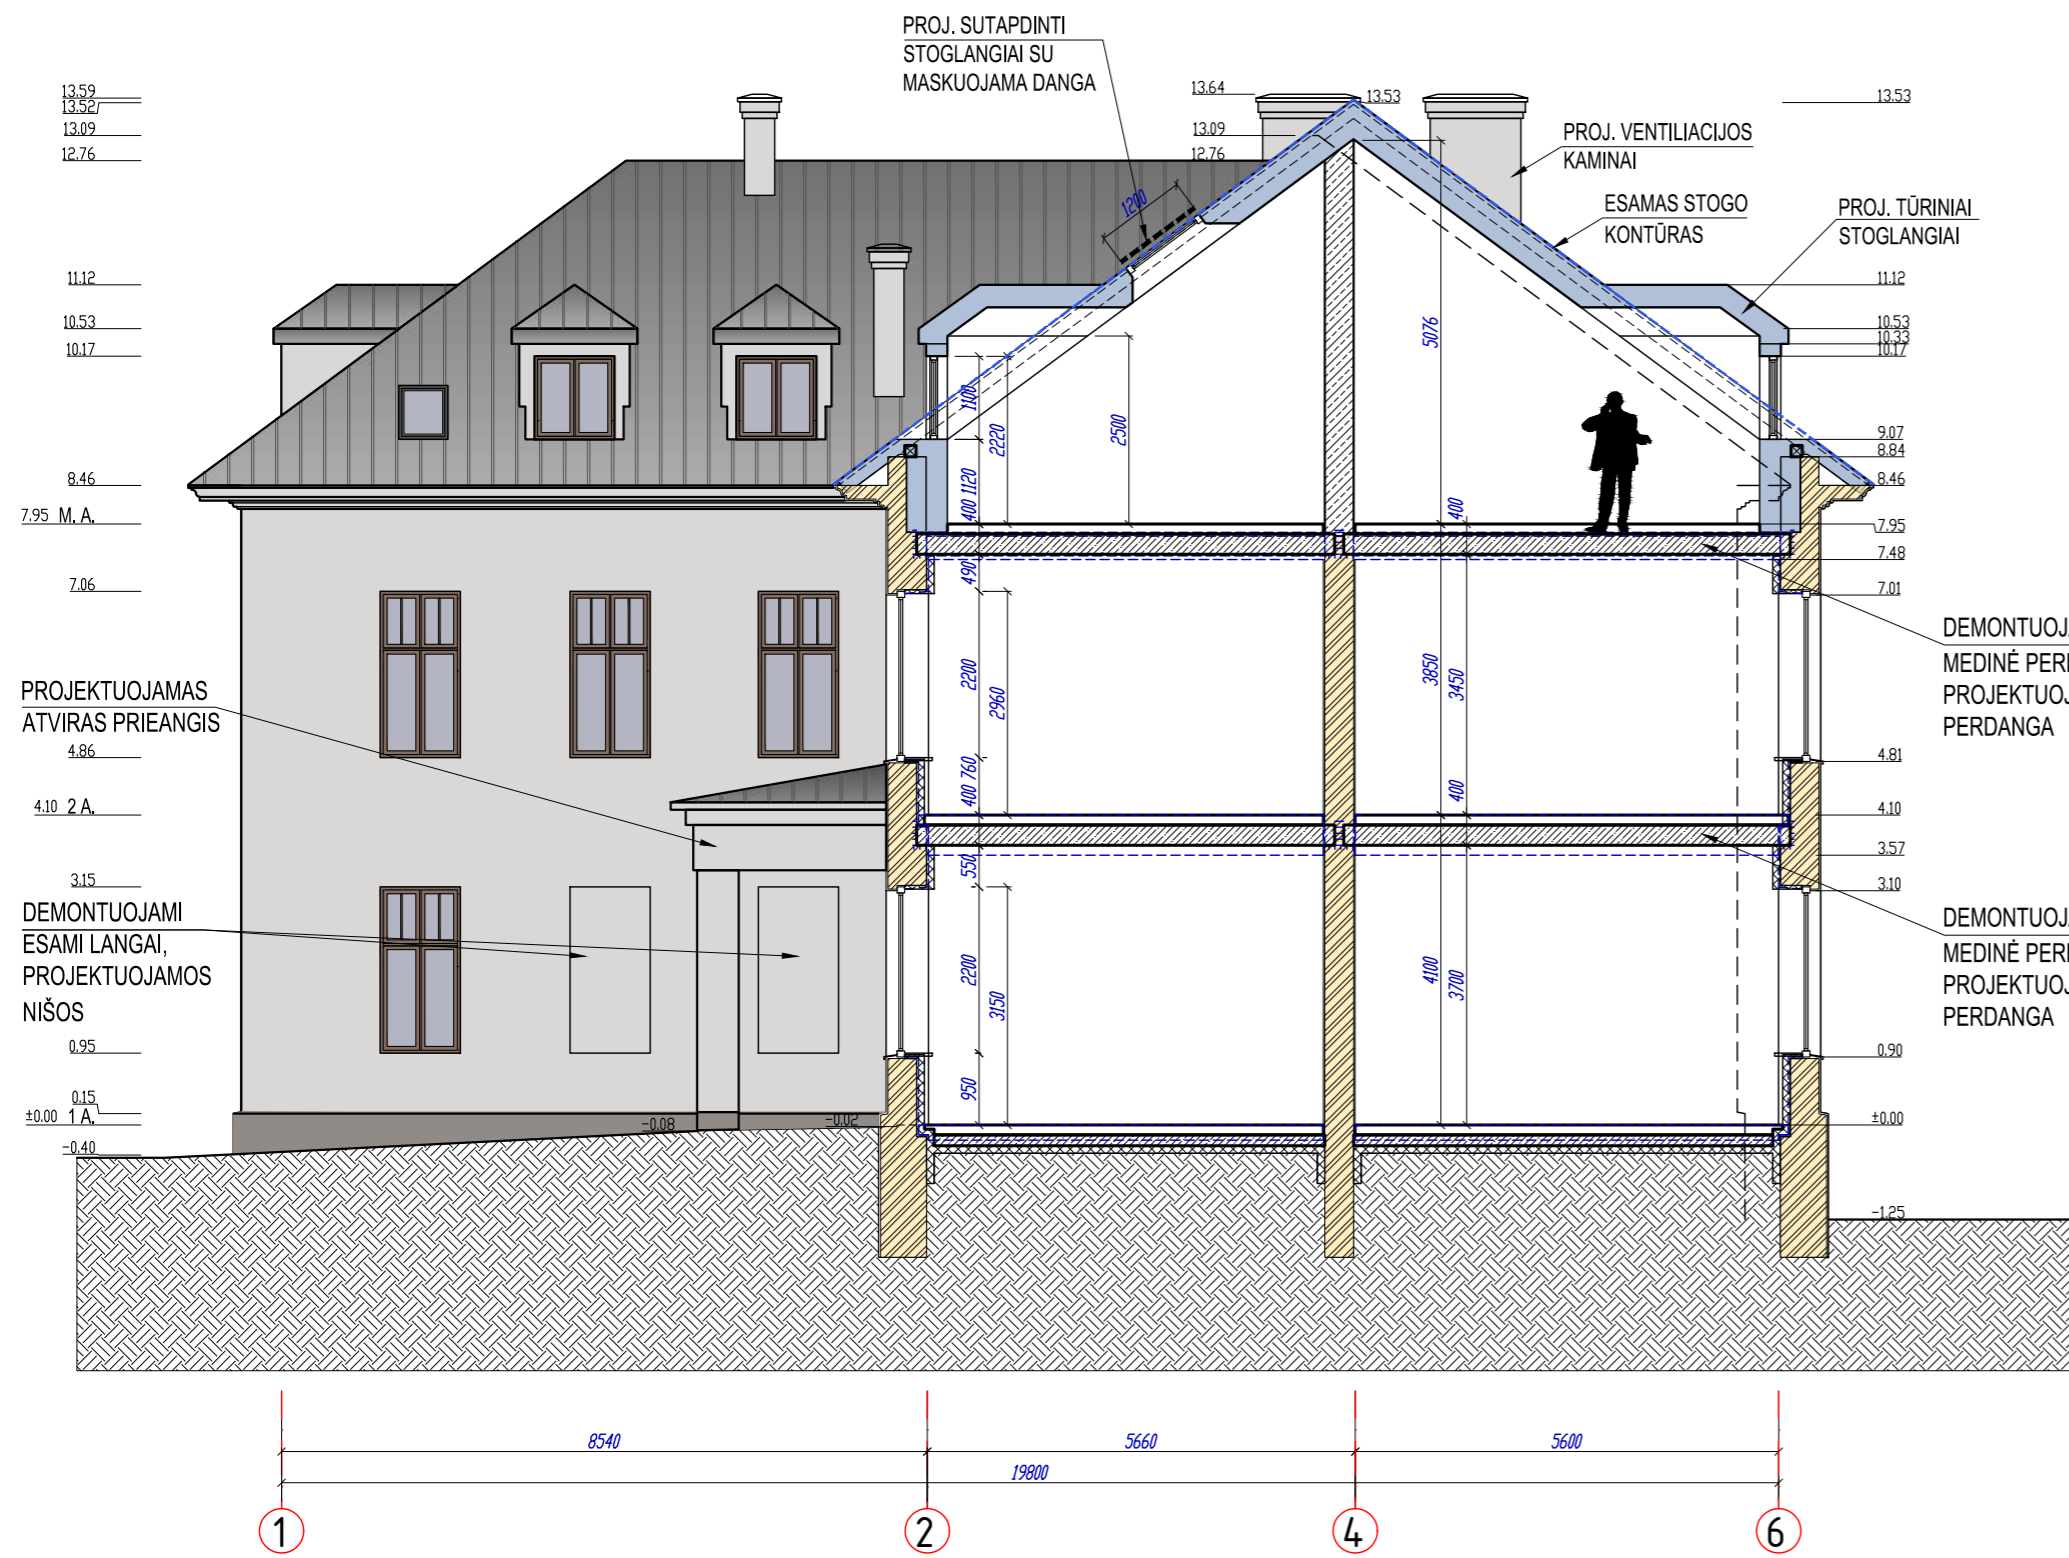 PROJ. SUTAPDINTI
STOGLANGIAI SU
MASKUOJAMA DANGA
13.59
13.52
13.09
12.76
11.12
10.53
10.17
8.46
7.95 M. A.
7.06
4.86
4.10 2 A.
3.15
0.95
0.15
±0.00 1 A.
-0.40
PROJEKTUOJAMAS
ATVIRAS PRIEANGIS
DEMONTUOJAMI
ESAMI LANGAI,
PROJEKTUOJAMOS
NIŠOS
-0.08
-0.02
13.64
13.53
13.09
12.76
1200
PROJ. VENTILIACIJOS
KAMINAI
ESAMAS STOGO
KONTŪRAS
PROJ. TŪRINIAI
STOGLANGIAI
1100
2220
2500
400 1120
490
2200
2960
400 760
550
2200
3150
950
5076
400
3850
3450
400
4100
3700
13.53
11.12
10.53
10.33
10.17
9.07
8.84
8.46
7.95
7.48
7.01
4.81
4.10
3.57
3.10
0.90
±0.00
-1.25
DEMONTUOJ
MEDINĖ PER
PROJEKTUOJ
PERDANGA
DEMONTUOJ
MEDINĖ PER
PROJEKTUOJ
PERDANGA
8540
5660
5600
19800
1
2
4
6